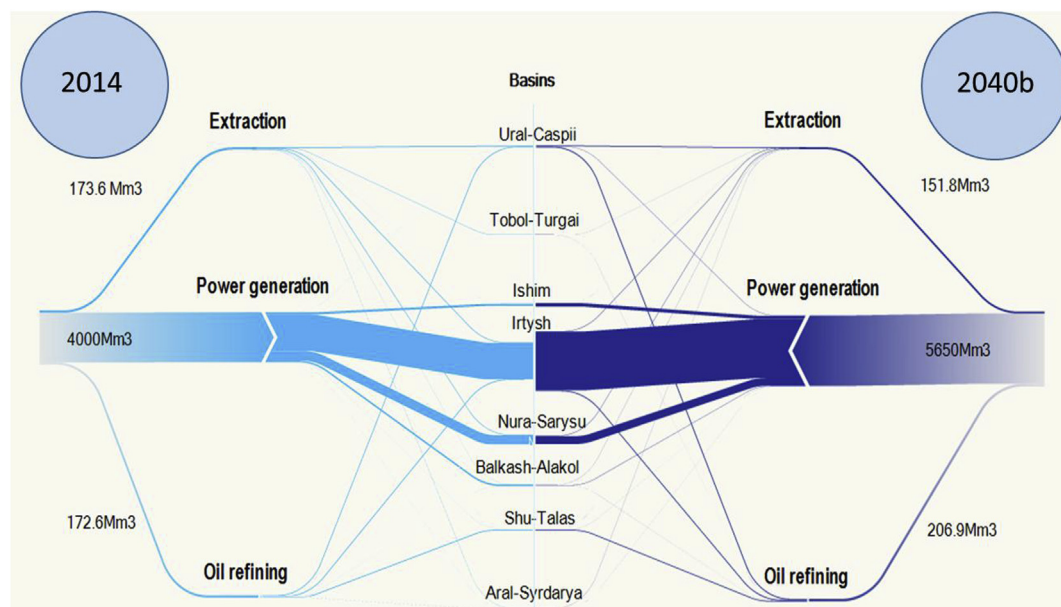 2014
Basins
2040b
Extraction
Ural-Caspii
Extraction
173.6 Mm3
151.8Mm3
Tobol-Turgai
Power generation
Ishim
Power generation
Irtysh
4000Mm3
5650Mm3
Nura-Sarysu
Balkash-Alakol
Shu-Talas
172.6Mm3
206.9Mm3
Oil refining
Aral-Syrdarya
Oil refining